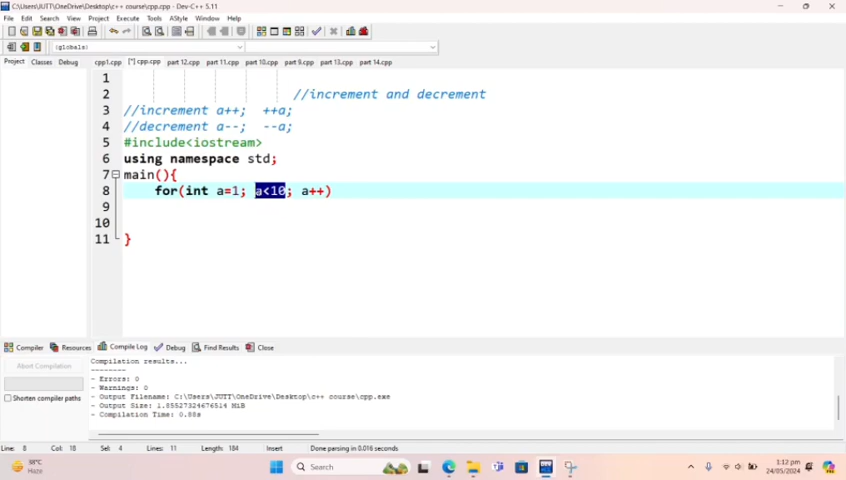 C:\Users\JUTT\OneDrive\Desktop\c++ course\cpp.cpp - Dev-C++ 5.11
File Edit Search View Project Execute Tools AStyle Window Help
(globals)
Project Classes Debug cpp1.cpp [*] cpp.cpp part 12.cpp part 11.cpp part 10.cpp part 9.cpp part 13.cpp part 14.cpp
1
2 //increment and decrement
3 //increment a++; ++a;
4 //decrement a--; --a;
5 #include<iostream>
6 using namespace std;
7 main(){
8 for(int a=1; a<10; a++)
9
10
11 }
Compiler Resources Compile Log Debug Find Results Close
Abort Compilation
Shorten compiler paths
Compilation results...
--------
- Errors: 0
- Warnings: 0
- Output Filename: C:\Users\JUTT\OneDrive\Desktop\c++ course\cpp.exe
- Output Size: 1.85527324676514 MiB
- Compilation Time: 0.88s
Line: 8 Col: 18 Sel: 4 Lines: 11 Length: 184 Insert Done parsing in 0.016 seconds
38°C
Haze
Search
1:12 pm
24/05/2024